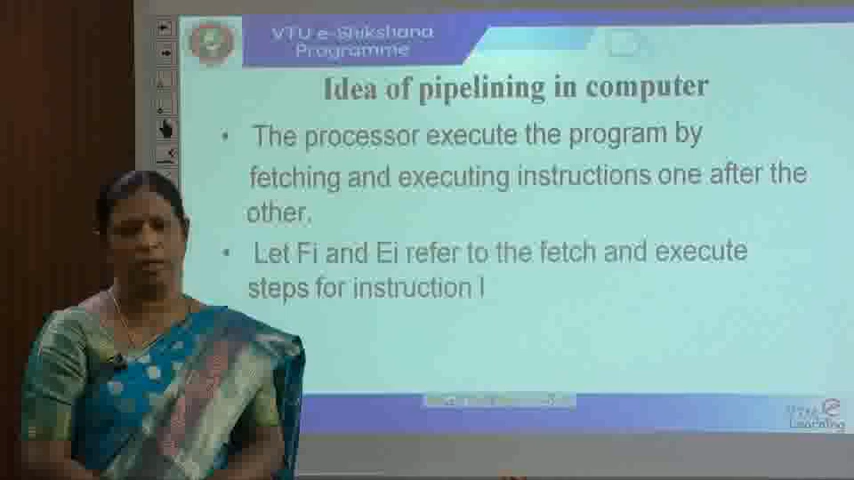 VTU e-Shikshana
Programme
Idea of pipelining in computer
• The processor execute the program by
fetching and executing instructions one after the
other.
• Let Fi and Ei refer to the fetch and execute
steps for instruction I
Learning